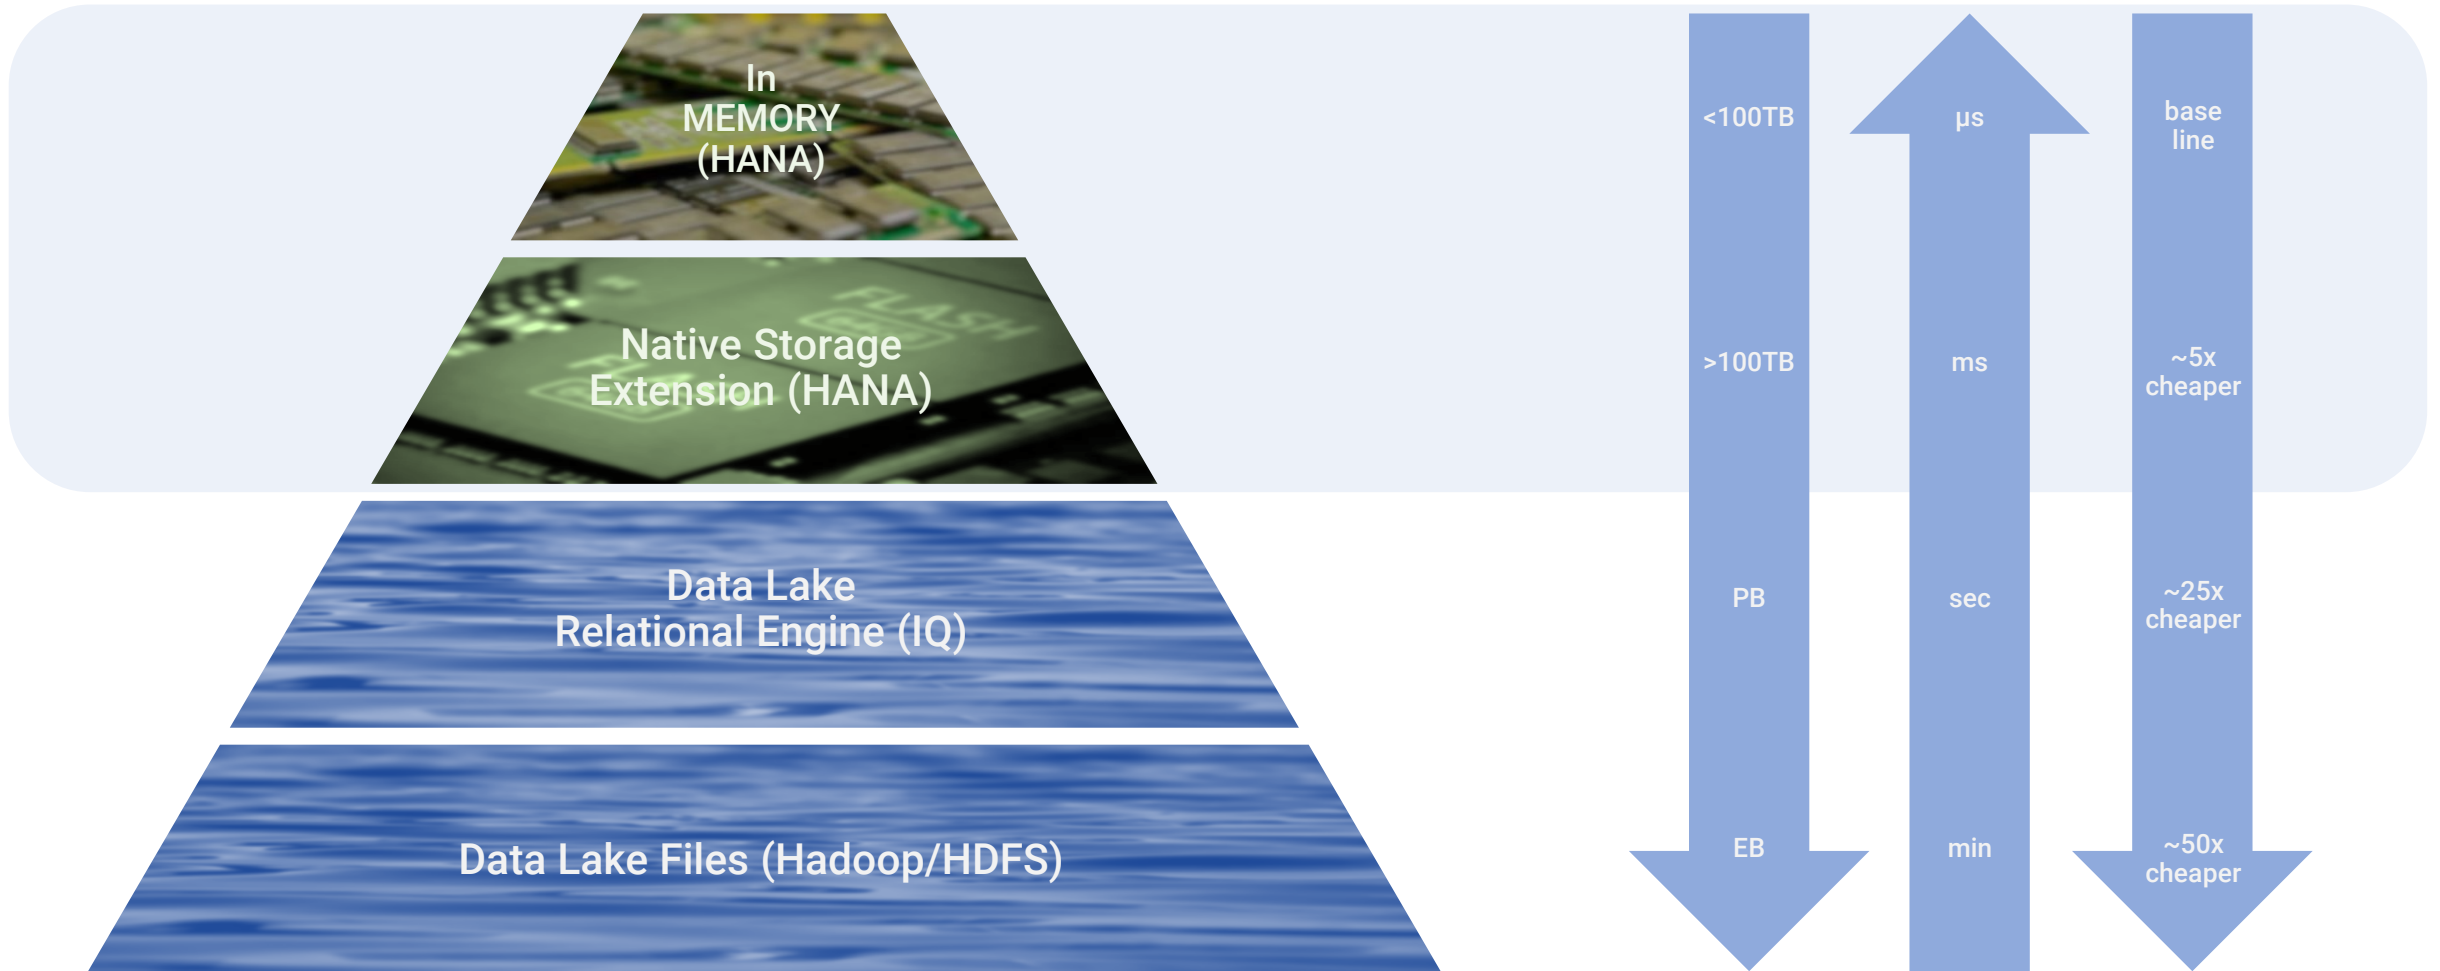 In
MEMORY
(HANA)
<100TB
µs
base
line
FLASH
Native Storage
Extension (HANA)
>100TB
ms
~5x
cheaper
Data Lake
Relational Engine (IQ)
PB
sec
~25x
cheaper
Data Lake Files (Hadoop/HDFS)
EB
min
~50x
cheaper